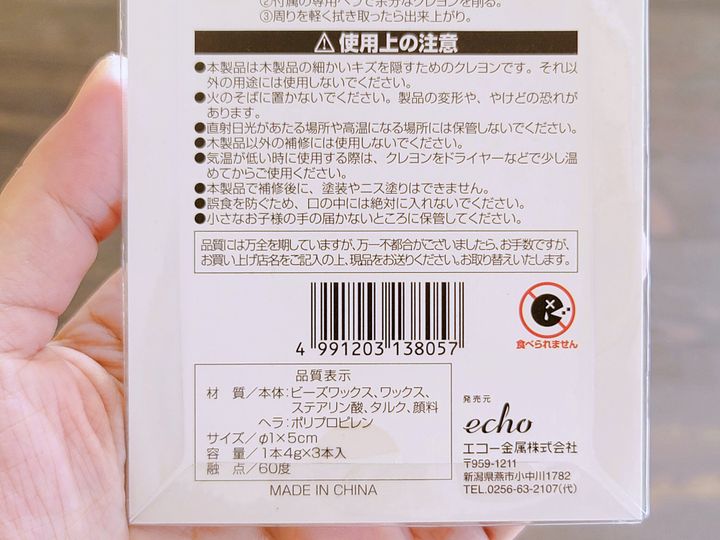 ②付属の専用ヘラで余分なクレヨンを削る。
③周りを軽く拭き取ったら出来上がり。
使用上の注意
●本製品は木製品の細かいキズを隠すためのクレヨンです。それ以
外の用途には使用しないでください。
●火のそばに置かないでください。製品の変形や、やけどの恐れが
あります。
●直射日光があたる場所や高温になる場所には保管しないでください。
●木製品以外の補修には使用しないでください。
●気温が低い時に使用する際は、クレヨンをドライヤーなどで少し温
めてからご使用ください。
●本製品で補修後に、塗装やニス塗りはできません。
●誤食を防ぐため、口の中には絶対に入れないでください。
●小さなお子様の手の届かないところに保管してください。
品質には万全を期していますが、万一不都合がございましたら、お手数ですが、
お買い上げ店名をご記入の上、現品をお送りください。お取り替えいたします。
4 991203 138057
食べられません
品質表示
材 質/本体:ビーズワックス、ワックス、
ステアリン酸、タルク、顔料
ヘラ:ポリプロピレン
サイズ/φ1×5cm
容 量/1本4g×3本入
融 点/60度
MADE IN CHINA
発売元
echo
エコー金属株式会社
〒959-1211
新潟県燕市小中川1782
TEL.0256-63-2107(代)